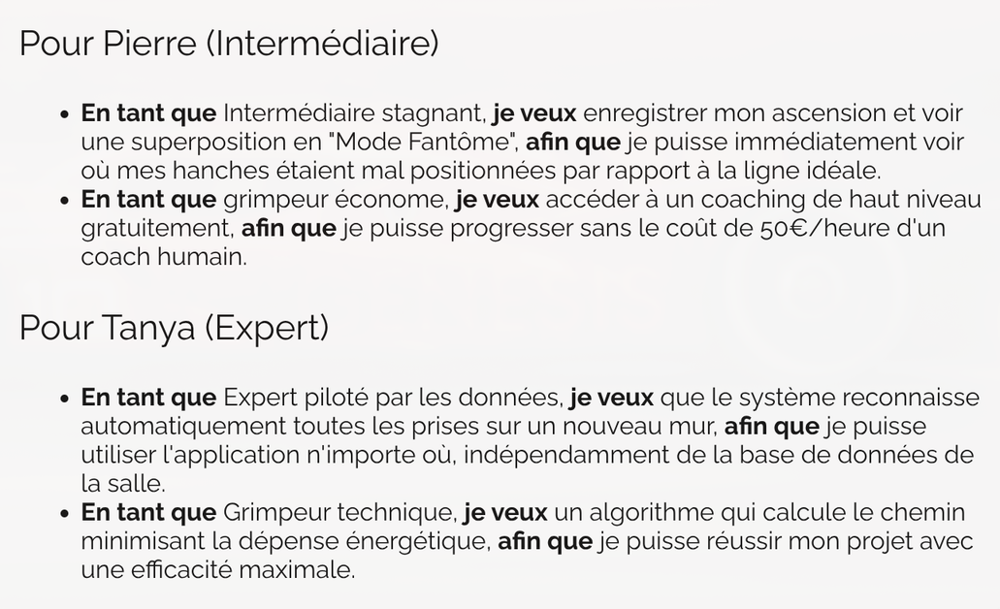 Pour Pierre (Intermédiaire)
• En tant que Intermédiaire stagnant, je veux enregistrer mon ascension et voir
une superposition en "Mode Fantôme", afin que je puisse immédiatement voir
où mes hanches étaient mal positionnées par rapport à la ligne idéale.
• En tant que grimpeur économe, je veux accéder à un coaching de haut niveau
gratuitement, afin que je puisse progresser sans le coût de 50€/heure d'un
coach humain.
Pour Tanya (Expert)
• En tant que Expert piloté par les données, je veux que le système reconnaisse
automatiquement toutes les prises sur un nouveau mur, afin que je puisse
utiliser l'application n'importe où, indépendamment de la base de données de
la salle.
• En tant que Grimpeur technique, je veux un algorithme qui calcule le chemin
minimisant la dépense énergétique, afin que je puisse réussir mon projet avec
une efficacité maximale.